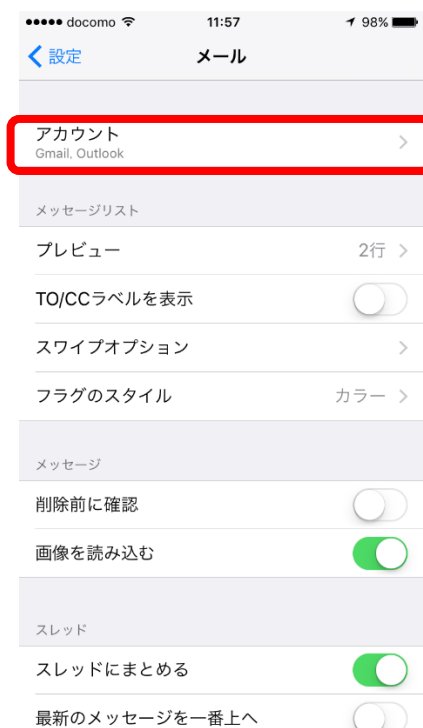 docomo 11:57 98%
設定 メール
アカウント
Gmail, Outlook
メッセージリスト
プレビュー 2行
TO/CCラベルを表示
スワイプオプション
フラグのスタイル カラー
メッセージ
削除前に確認
画像を読み込む
スレッド
スレッドにまとめる
最新のメッセージを一番上へ